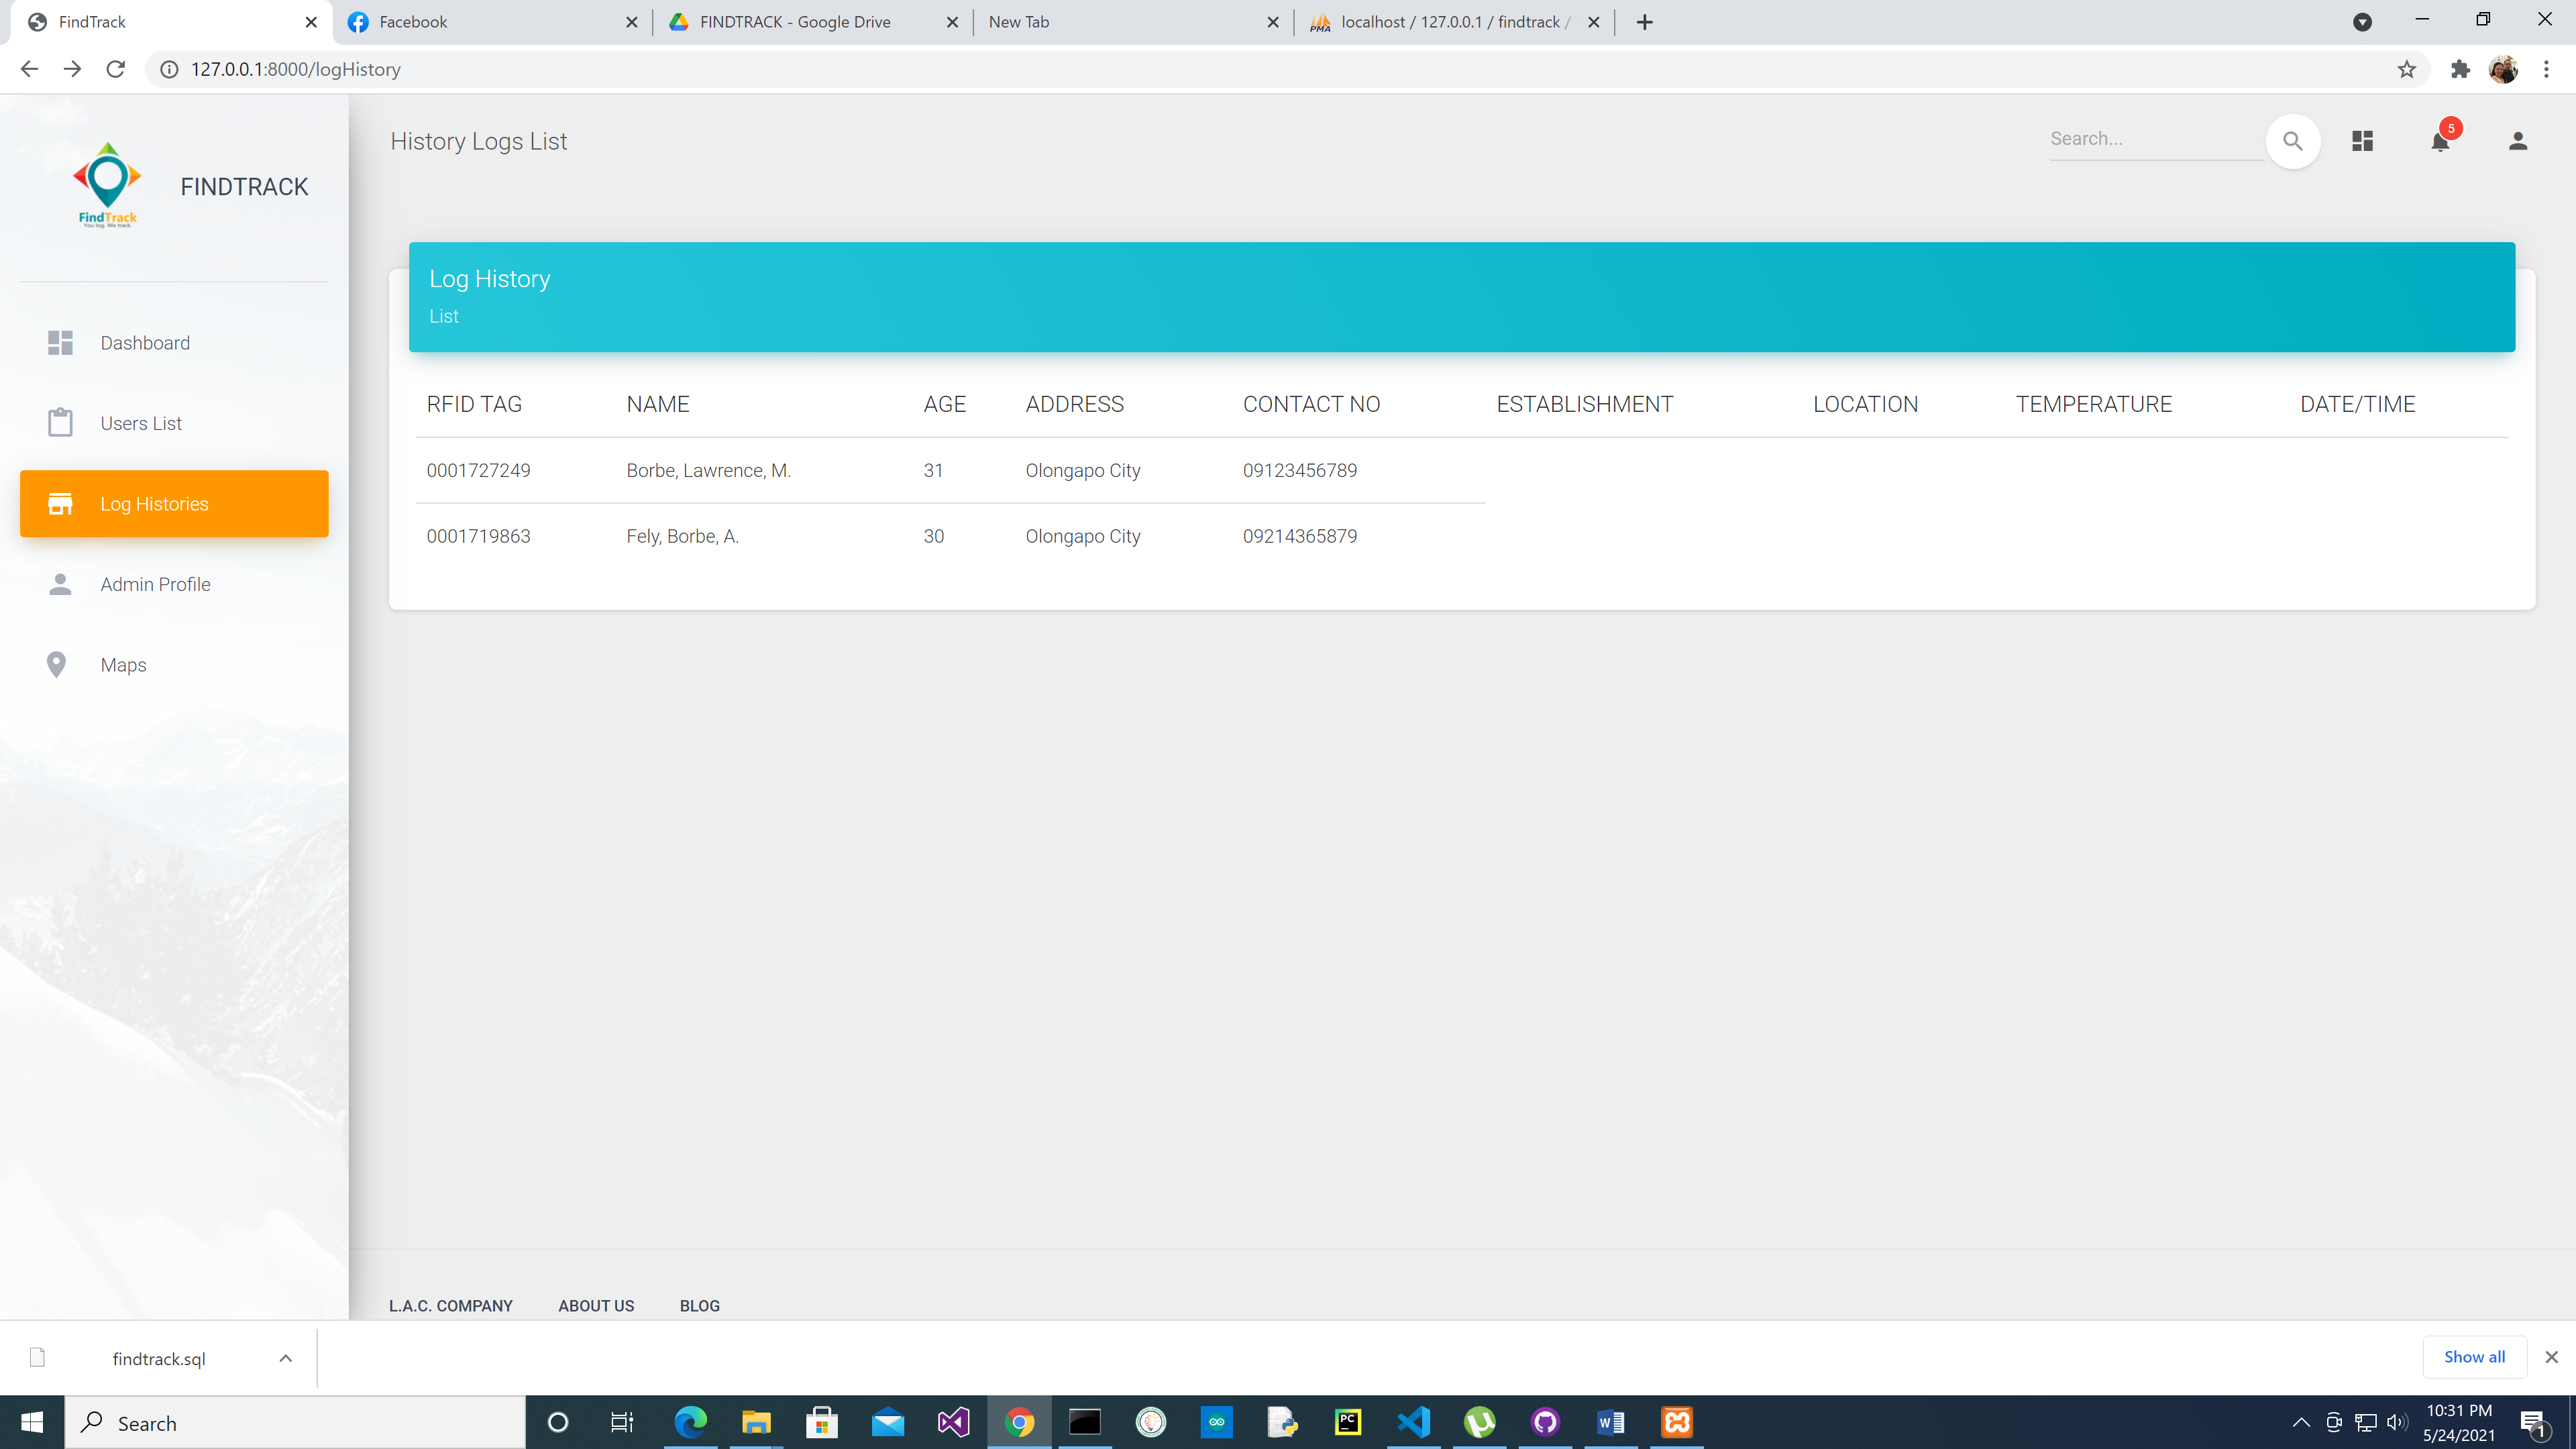 FindTrack
Facebook
FINDTRACK - Google Drive
New Tab
PMA
localhost / 127.0.0.1 / findtrack /
127.0.0.1:8000/logHistory
FindTrack
You log. We track.
FINDTRACK
Dashboard
Users List
Log Histories
Admin Profile
Maps
History Logs List
Search...
5
Log History
List
RFID TAG NAME AGE ADDRESS CONTACT NO ESTABLISHMENT LOCATION TEMPERATURE DATE/TIME
0001727249 Borbe, Lawrence, M. 31 Olongapo City 09123456789
0001719863 Fely, Borbe, A. 30 Olongapo City 09214365879
L.A.C. COMPANY ABOUT US BLOG
findtrack.sql
Show all
Search
PC
W
10:31 PM
5/24/2021
1